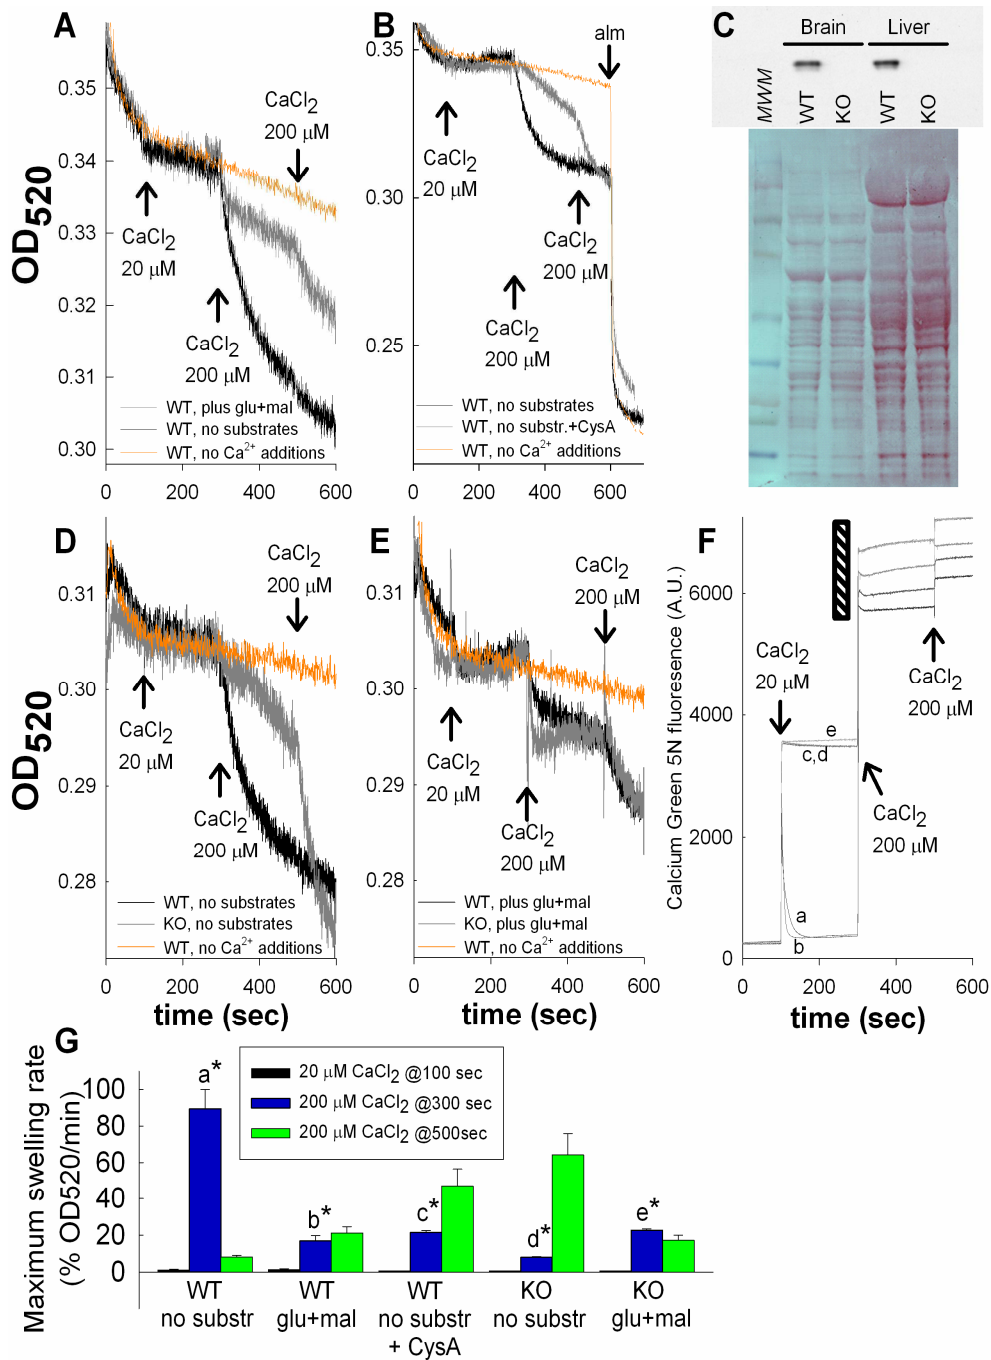 A
OD520
0.35
0.34
0.33
0.32
0.31
0.30
CaCl2
200 µM
CaCl2
20 µM
CaCl2
200 µM
WT, plus glu+mal
WT, no substrates
WT, no Ca2+ additions
0 200 400 600
B
0.35
0.30
0.25
alm
CaCl2
20 µM
CaCl2
200 µM
CaCl2
200 µM
WT, no substrates
WT, no substr.+CysA
WT, no Ca2+ additions
0 200 400 600
C
Brain Liver
MWM
WT
KO
WT
KO
D
OD520
0.31
0.30
0.29
0.28
CaCl2
200 µM
CaCl2
20 µM
CaCl2
200 µM
WT, no substrates
KO, no substrates
WT, no Ca2+ additions
0 200 400 600
time (sec)
E
0.31
0.30
0.29
0.28
CaCl2
200 µM
CaCl2
20 µM
CaCl2
200 µM
WT, plus glu+mal
KO, plus glu+mal
WT, no Ca2+ additions
0 200 400 600
time (sec)
F
Calcium Green 5N fluoresence (A.U.)
6000
4000
2000
0
CaCl2
20 µM
CaCl2
200 µM
e
c,d
CaCl2
200 µM
a
b
0 200 400 600
time (sec)
G
Maximum swelling rate
(% OD520/min)
100
80
60
40
20
0
20 µM CaCl2 @100 sec
200 µM CaCl2 @300 sec
200 µM CaCl2 @500sec
a*
b*
c*
d*
e*
WT
no substr
WT
glu+mal
WT
no substr
+ CysA
KO
no substr
KO
glu+mal